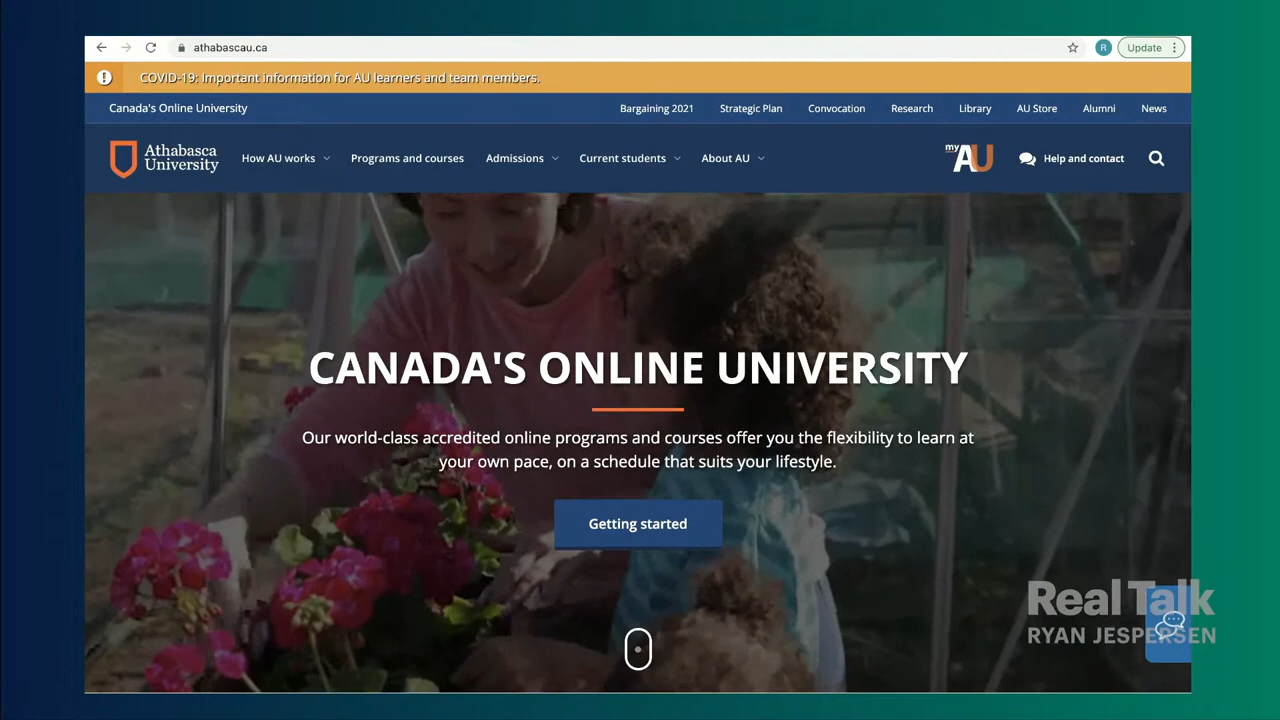 athabascau.ca
R
Update
COVID-19: Important information for AU learners and team members.
Canada's Online University
Bargaining 2021
Strategic Plan
Convocation
Research
Library
AU Store
Alumni
News
Athabasca
University
How AU works
Programs and courses
Admissions
Current students
About AU
my
AU
Help and contact
CANADA'S ONLINE UNIVERSITY
Our world-class accredited online programs and courses offer you the flexibility to learn at
your own pace, on a schedule that suits your lifestyle.
Getting started
Real Talk
RYAN JESPERSEN